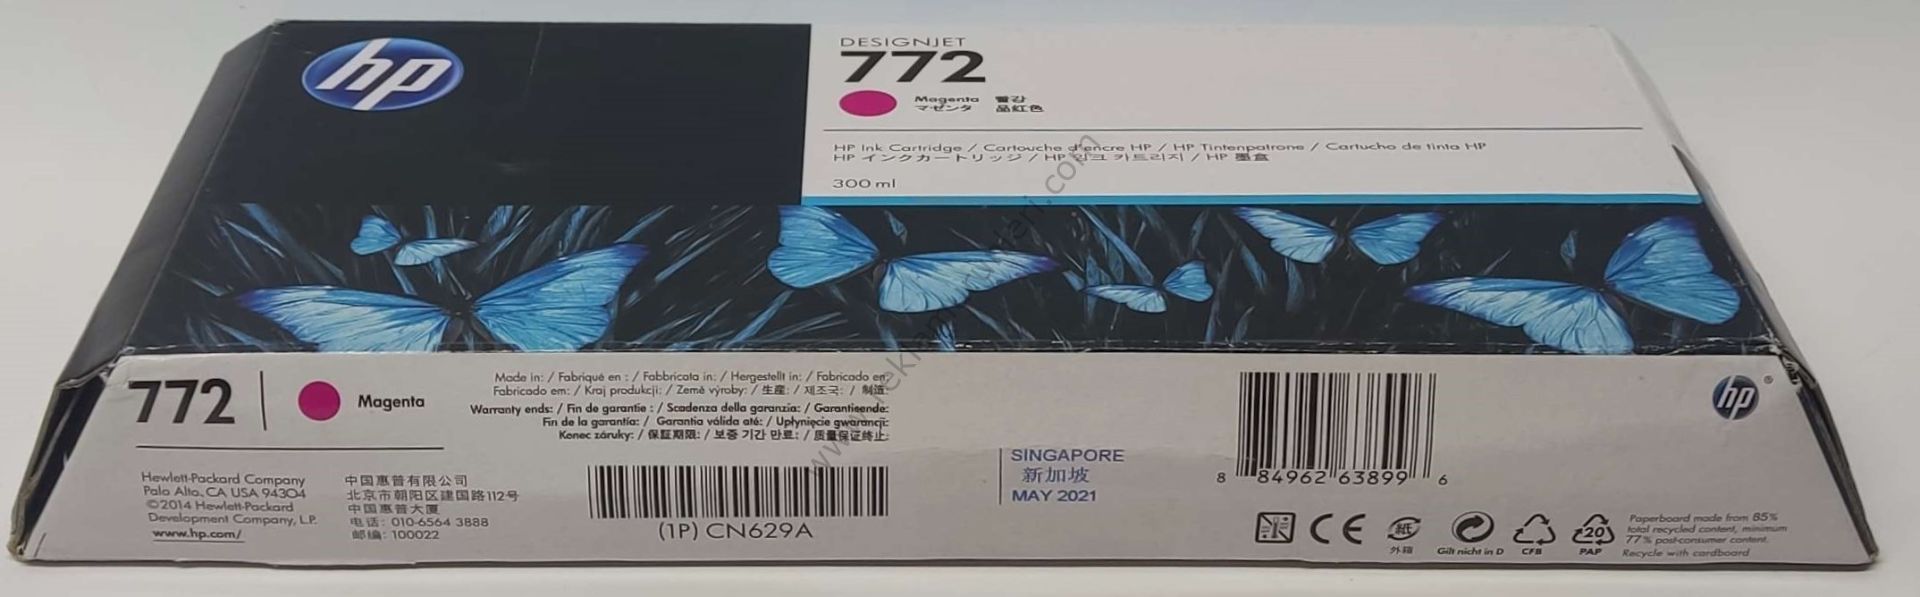 hp
DESIGNJET
772
Magenta 빨강
マゼンタ 品紅色
HP Ink Cartridge / Cartouche d'encre HP / HP Tintenpatrone / Cartucho de tinta HP
HP インクカートリッジ / HP 잉크 카트리지 / HP 墨盒
300 ml
772
Magenta
Made in: / Fabriqué en : / Fabbricato in: / Hergestellt in: / Fabricado en:
Fabricado em: / Kraj produkcji: / Země výroby: / 生産: / 제조국: / 制造:
Warranty ends: / Fin de garantie : / Scadenza della garanzia: / Garantieende:
Fin de la garantía: / Garantia válida até: / Upłynięcie gwarancji:
Konec záruky: / 保証期限: / 보증 기간 만료: / 质量保证终止:
Hewlett-Packard Company
Palo Alto, CA USA 94304
©2014 Hewlett-Packard
Development Company, L.P.
www.hp.com/
中国惠普有限公司
北京市朝阳区建国路112号
中国惠普大厦
电话: 010-6564 3888
邮编: 100022
(1P) CN629A
SINGAPORE
新加坡
MAY 2021
8 84962 63899 6
hp ®
CE
紙
外箱
Gilt nicht in D
CFB
20
PAP
Paperboard made from 85%
total recycled content, minimum
77% post-consumer content.
Recycle with cardboard
www.reklammarketleri.com